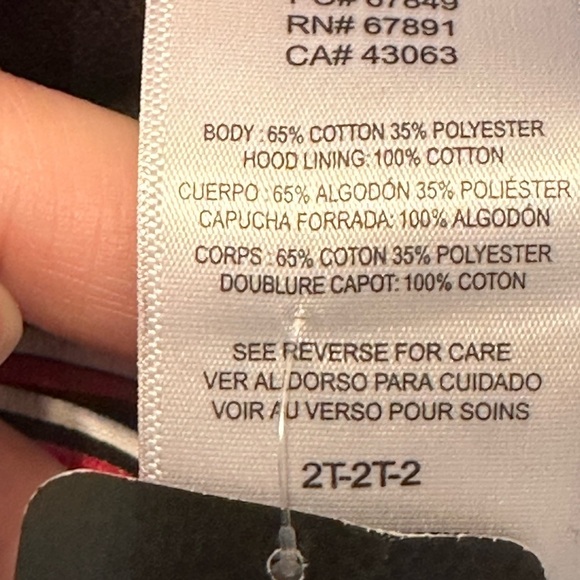 PO# 67849
RN# 67891
CA# 43063
BODY : 65% COTTON 35% POLYESTER
HOOD LINING: 100% COTTON
CUERPO : 65% ALGODÓN 35% POLIÉSTER
CAPUCHA FORRADA: 100% ALGODÓN
CORPS : 65% COTON 35% POLYESTER
DOUBLURE CAPOT: 100% COTON
SEE REVERSE FOR CARE
VER AL DORSO PARA CUIDADO
VOIR AU VERSO POUR SOINS
2T-2T-2